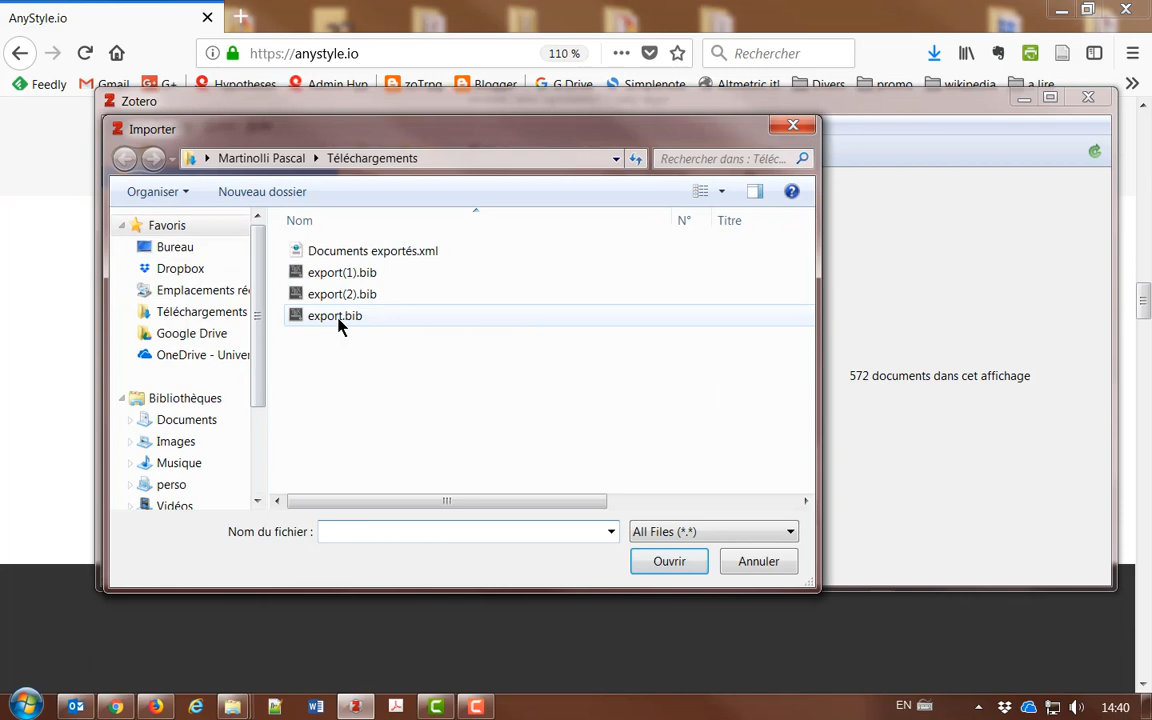 AnyStyle.io
https://anystyle.io
110 %
Rechercher
Feedly
Gmail
G+
Hypotheses
Admin Hyp
zoTrog
Blogger
G Drive
Simplenote
Altmetric it!
Divers
promo
wikipedia
a lire
Zotero
Importer
Martinolli Pascal
Téléchargements
Rechercher dans : Téléc...
Organiser
Nouveau dossier
Favoris
Bureau
Dropbox
Emplacements ré
Téléchargements
Google Drive
OneDrive - Univer
Bibliothèques
Documents
Images
Musique
perso
Vidéos
Nom
N°
Titre
Documents exportés.xml
export(1).bib
export(2).bib
export.bib
572 documents dans cet affichage
Nom du fichier :
All Files (*.*)
Ouvrir
Annuler
EN
14:40